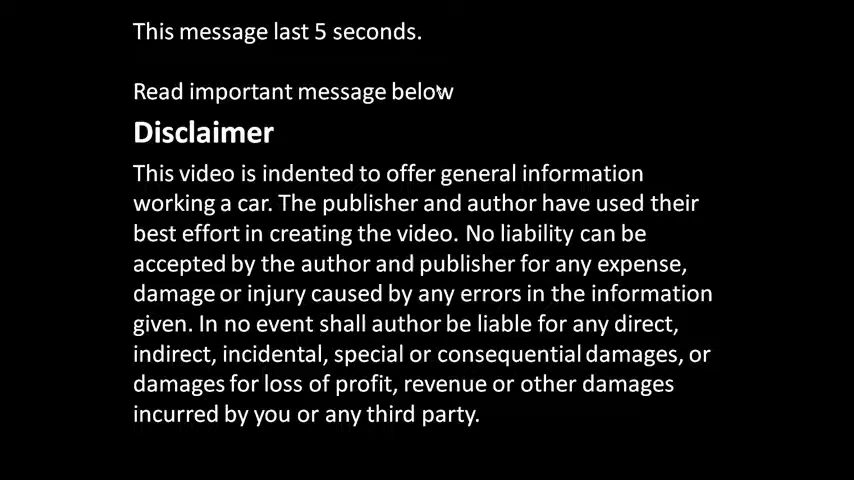 This message last 5 seconds.
Read important message below
Disclaimer
This video is indented to offer general information
working a car. The publisher and author have used their
best effort in creating the video. No liability can be
accepted by the author and publisher for any expense,
damage or injury caused by any errors in the information
given. In no event shall author be liable for any direct,
indirect, incidental, special or consequential damages, or
damages for loss of profit, revenue or other damages
incurred by you or any third party.